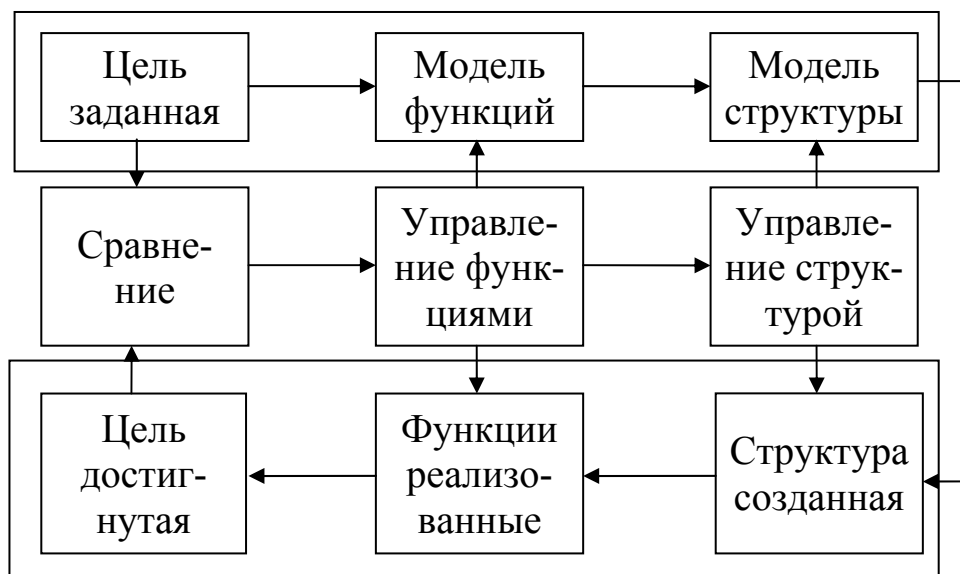 Цель
заданная
Модель
функций
Модель
структуры
Сравне-
ние
Управле-
ние функ-
циями
Управле-
ние струк-
турой
Цель
достиг-
нутая
Функции
реализо-
ванные
Структура
созданная